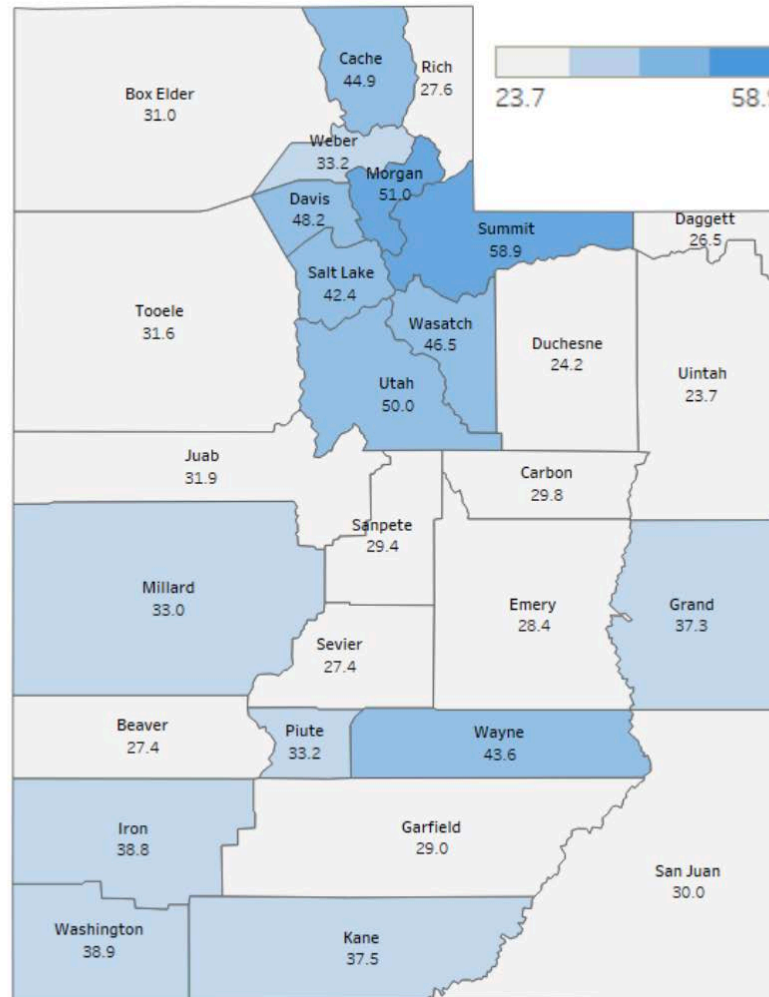 Cache
44.9
Rich
27.6
23.7
58.9
Box Elder
31.0
Weber
33.2
Morgan
51.0
Davis
48.2
Summit
58.9
Daggett
26.5
Salt Lake
42.4
Tooele
31.6
Wasatch
46.5
Duchesne
24.2
Uintah
23.7
Utah
50.0
Juab
31.9
Carbon
29.8
Sanpete
29.4
Millard
33.0
Emery
28.4
Grand
37.3
Sevier
27.4
Beaver
27.4
Piute
33.2
Wayne
43.6
Iron
38.8
Garfield
29.0
San Juan
30.0
Washington
38.9
Kane
37.5